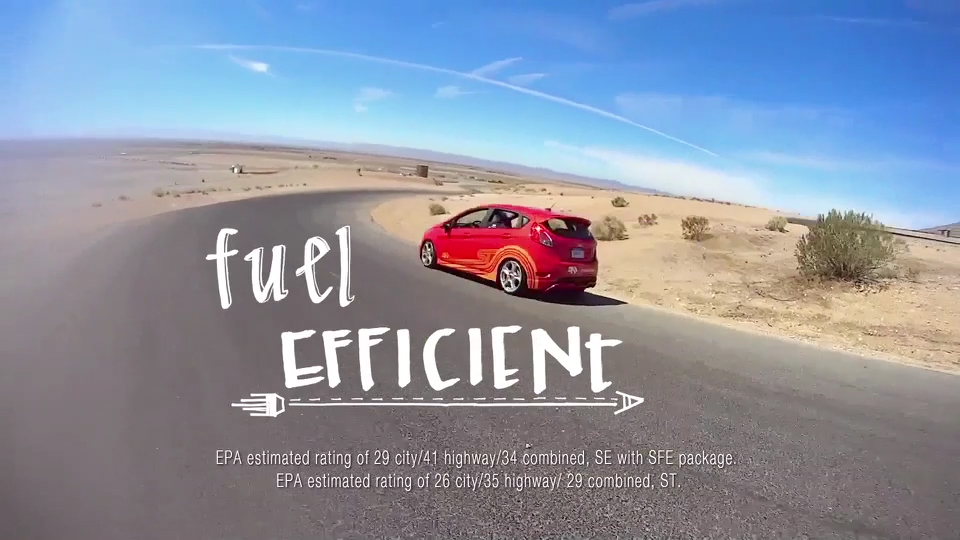 fuel
EFFICIENt
EPA estimated rating of 29 city/41 highway/34 combined, SE with SFE package.
EPA estimated rating of 26 city/35 highway/ 29 combined, ST.